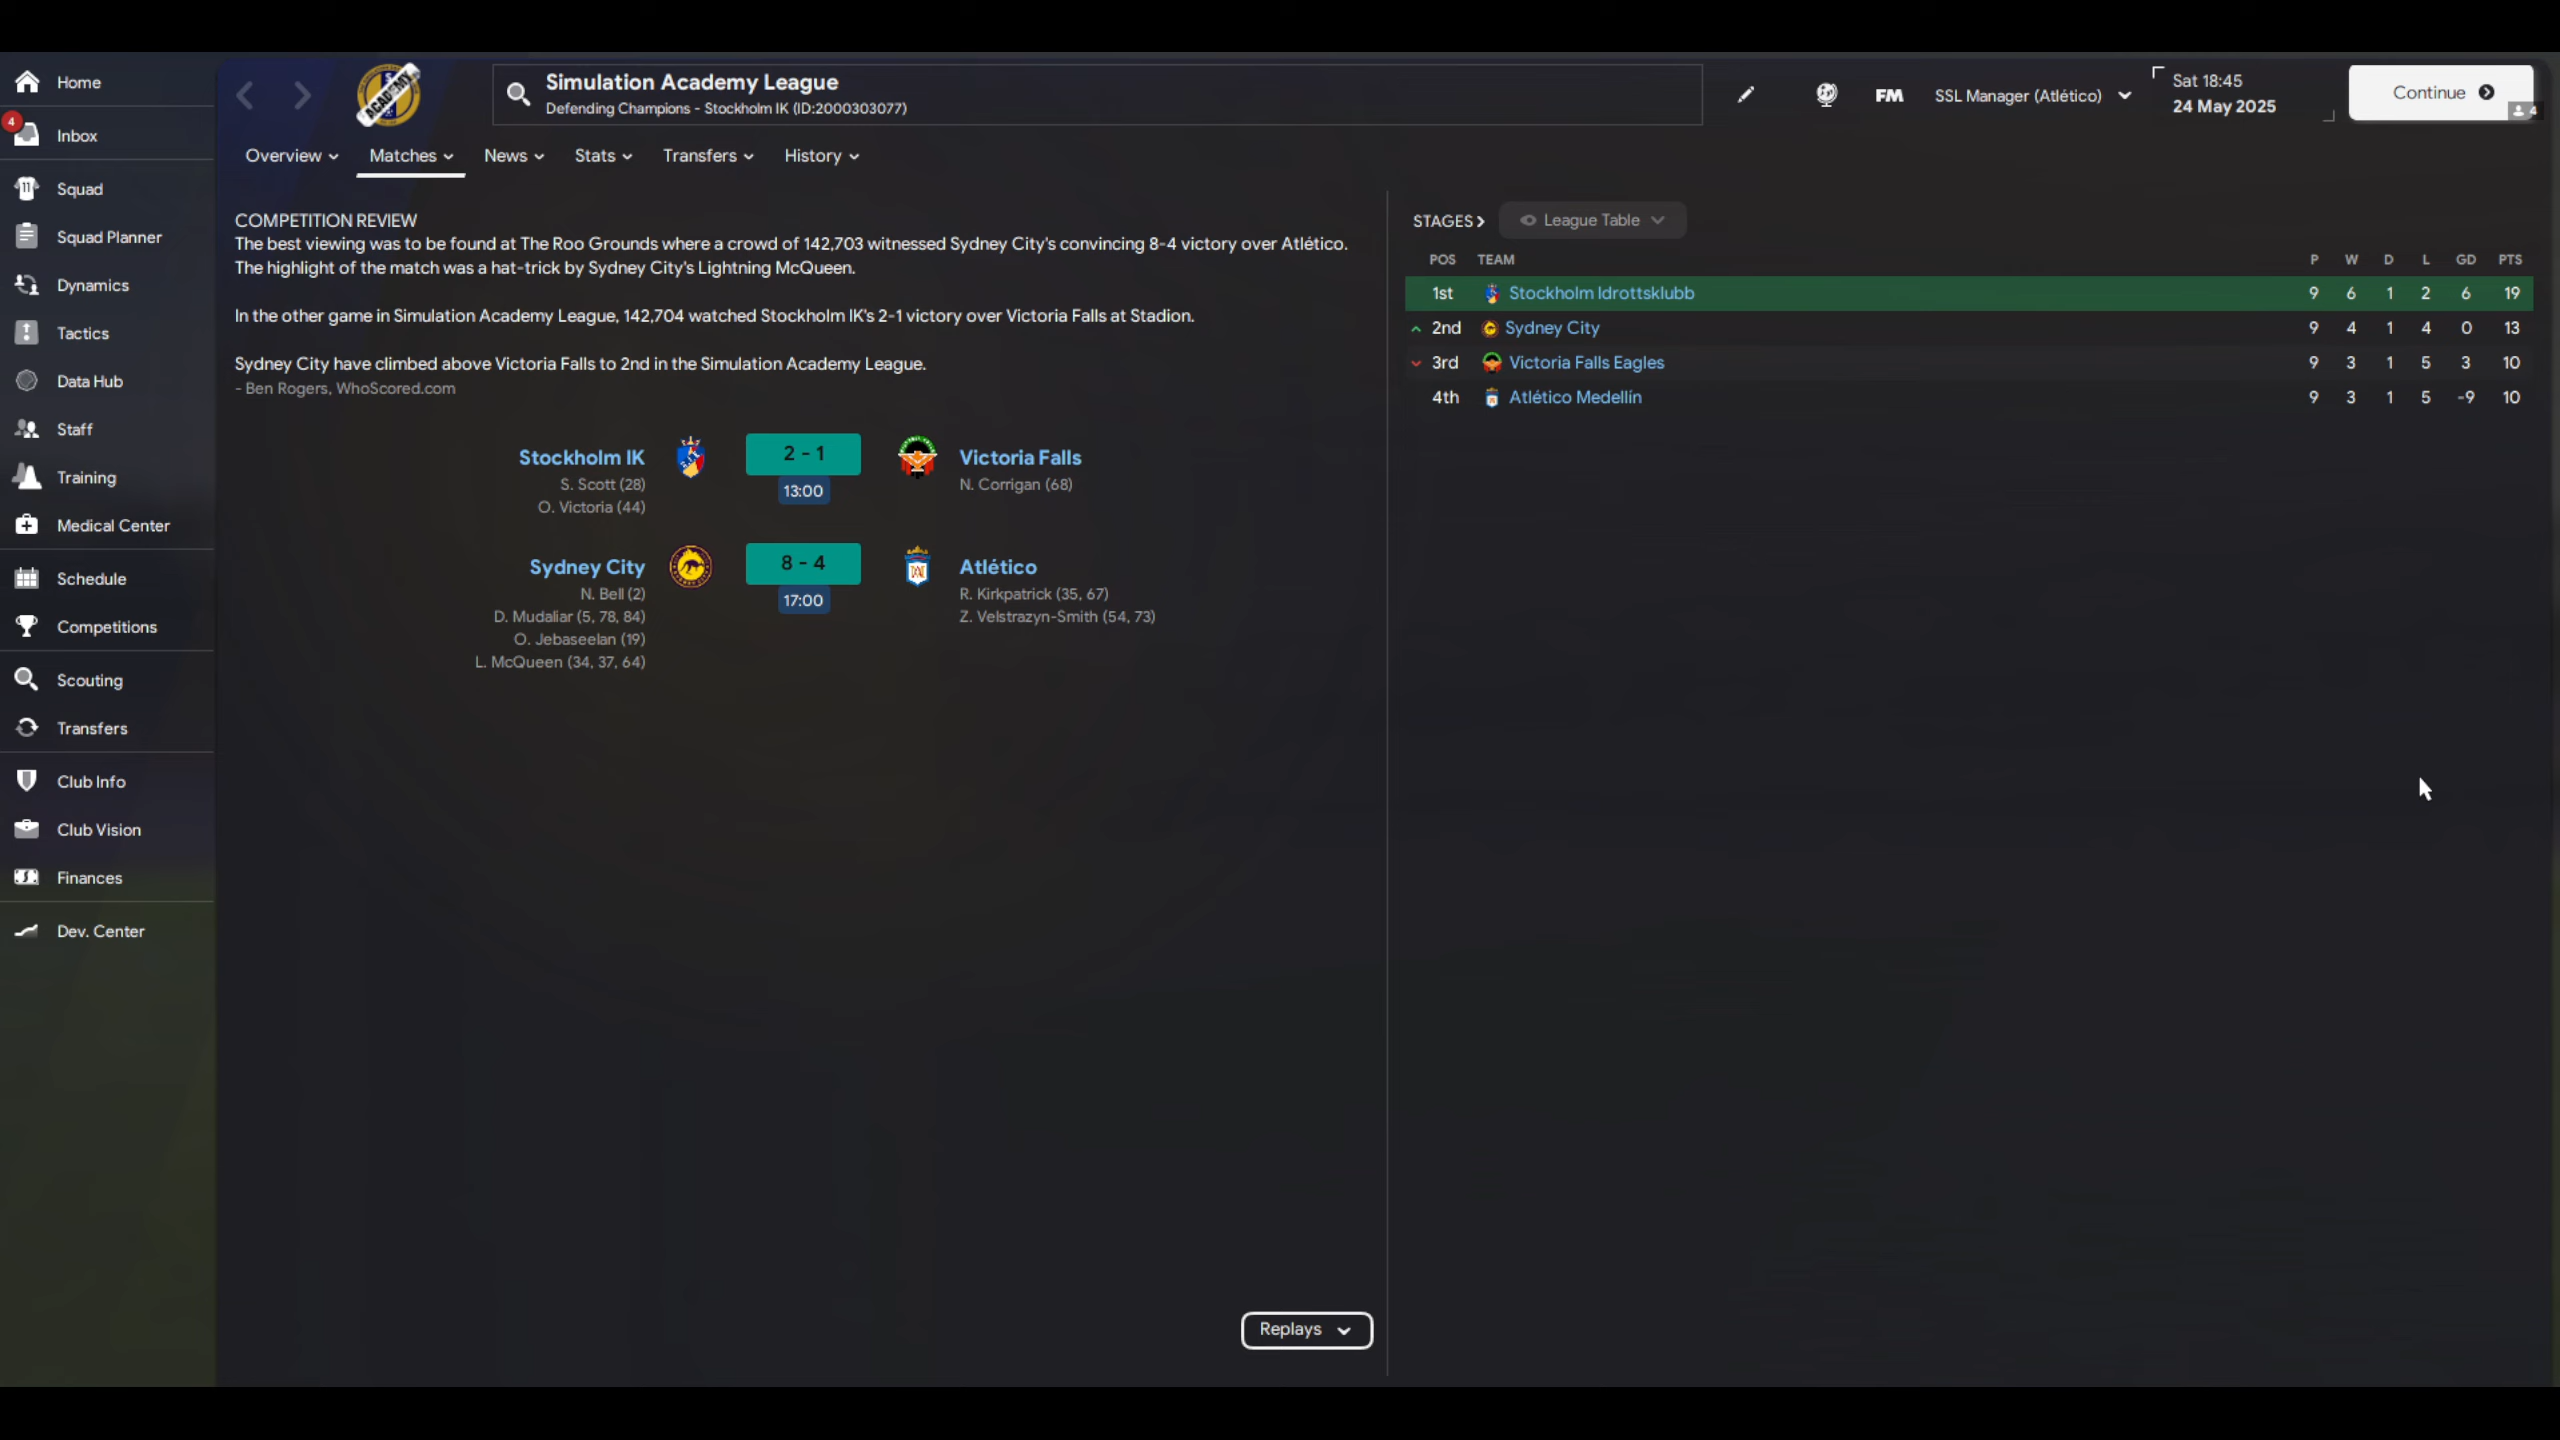 Home
4
Inbox
Squad
Squad Planner
Dynamics
Tactics
Data Hub
Staff
Training
Medical Center
Schedule
Competitions
Scouting
Transfers
Club Info
Club Vision
Finances
Dev. Center
ACADEMY
Simulation Academy League
Defending Champions - Stockholm IK (ID:2000303077)
FM
SSL Manager (Atlético)
Sat 18:45
24 May 2025
Continue
4
Overview Matches News Stats Transfers History
COMPETITION REVIEW
The best viewing was to be found at The Roo Grounds where a crowd of 142,703 witnessed Sydney City's convincing 8-4 victory over Atlético.
The highlight of the match was a hat-trick by Sydney City's Lightning McQueen.
In the other game in Simulation Academy League, 142,704 watched Stockholm IK's 2-1 victory over Victoria Falls at Stadion.
Sydney City have climbed above Victoria Falls to 2nd in the Simulation Academy League.
- Ben Rogers, WhoScored.com
Stockholm IK 2 - 1 Victoria Falls
S. Scott (28) 13:00 N. Corrigan (68)
O. Victoria (44)
Sydney City 8 - 4 Atlético
N. Bell (2) 17:00 R. Kirkpatrick (35, 67)
D. Mudaliar (5, 78, 84) Z. Velstrazyn-Smith (54, 73)
O. Jebaseelan (19)
L. McQueen (34, 37, 64)
Replays
STAGES League Table
POS TEAM P W D L GD PTS
1st Stockholm Idrottsklubb 9 6 1 2 6 19
2nd Sydney City 9 4 1 4 0 13
3rd Victoria Falls Eagles 9 3 1 5 3 10
4th Atlético Medellín 9 3 1 5 -9 10